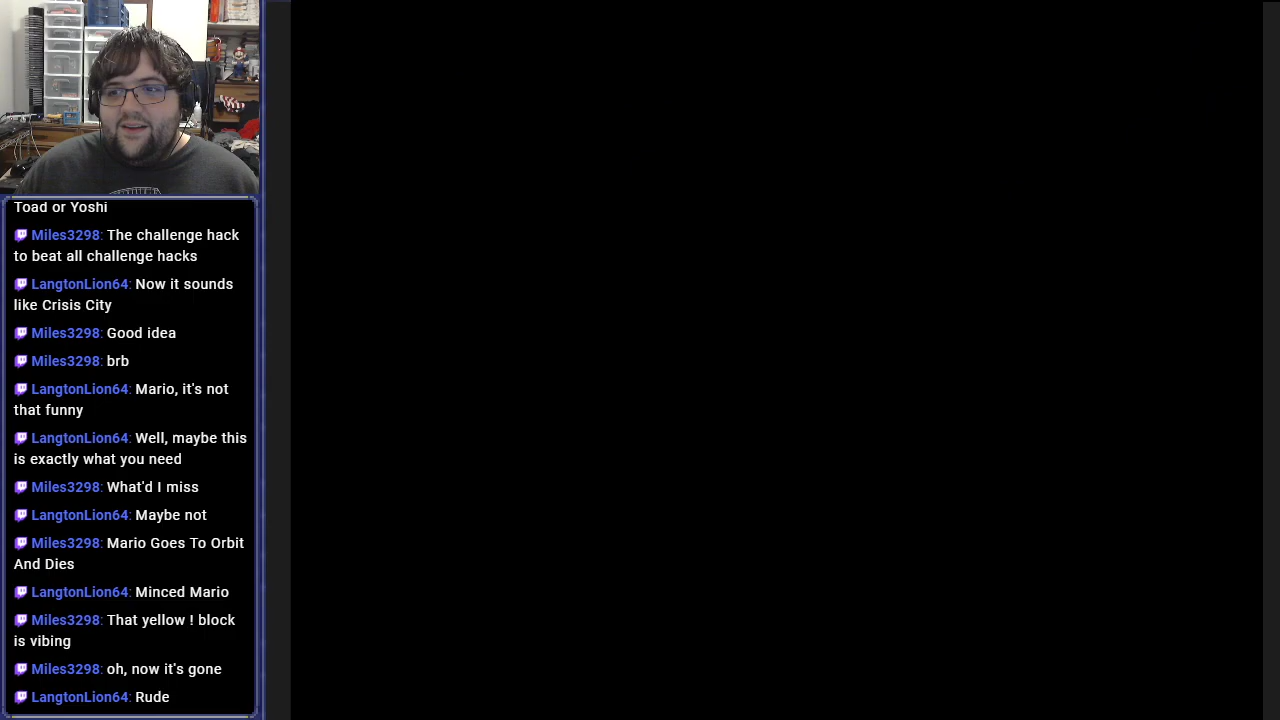 Toad or Yoshi
Miles3298: The challenge hack
to beat all challenge hacks
LangtonLion64: Now it sounds
like Crisis City
Miles3298: Good idea
Miles3298: brb
LangtonLion64: Mario, it's not
that funny
LangtonLion64: Well, maybe this
is exactly what you need
Miles3298: What'd I miss
LangtonLion64: Maybe not
Miles3298: Mario Goes To Orbit
And Dies
LangtonLion64: Minced Mario
Miles3298: That yellow ! block
is vibing
Miles3298: oh, now it's gone
LangtonLion64: Rude